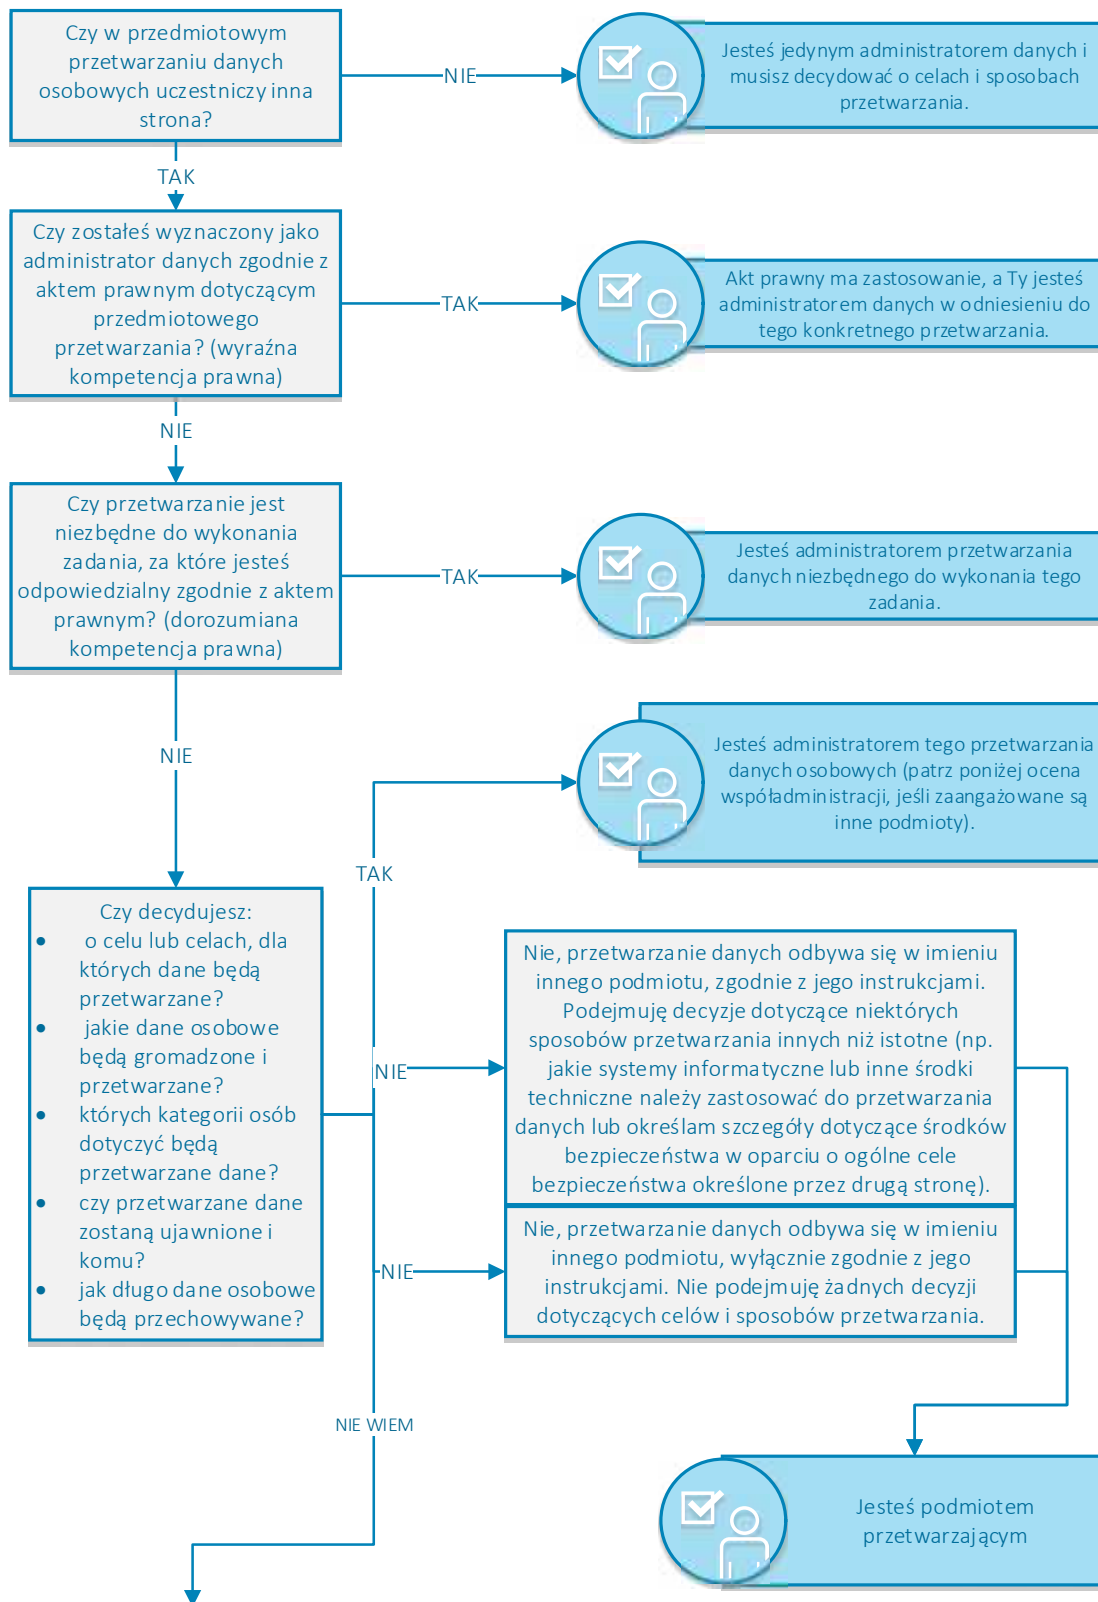 Czy w przedmiotowym
przetwarzaniu danych
osobowych uczestniczy inna
strona?
NIE
Jesteś jedynym administratorem danych i
musisz decydować o celach i sposobach
przetwarzania.
TAK
Czy zostałeś wyznaczony jako
administrator danych zgodnie z
aktem prawnym dotyczącym
przedmiotowego
przetwarzania? (wyraźna
kompetencja prawna)
TAK
Akt prawny ma zastosowanie, a Ty jesteś
administratorem danych w odniesieniu do
tego konkretnego przetwarzania.
NIE
Czy przetwarzanie jest
niezbędne do wykonania
zadania, za które jesteś
odpowiedzialny zgodnie z aktem
prawnym? (dorozumiana
kompetencja prawna)
TAK
Jesteś administratorem przetwarzania
danych niezbędnego do wykonania tego
zadania.
NIE
Jesteś administratorem tego przetwarzania
danych osobowych (patrz poniżej ocena
współadministracji, jeśli zaangażowane są
inne podmioty).
TAK
Czy decydujesz:
• o celu lub celach, dla
których dane będą
przetwarzane?
• jakie dane osobowe
będą gromadzone i
przetwarzane?
• których kategorii osób
dotyczyć będą
przetwarzane dane?
• czy przetwarzane dane
zostaną ujawnione i
komu?
• jak długo dane osobowe
będą przechowywane?
NIE
Nie, przetwarzanie danych odbywa się w imieniu
innego podmiotu, zgodnie z jego instrukcjami.
Podejmuję decyzje dotyczące niektórych
sposobów przetwarzania innych niż istotne (np.
jakie systemy informatyczne lub inne środki
techniczne należy zastosować do przetwarzania
danych lub określam szczegóły dotyczące środków
bezpieczeństwa w oparciu o ogólne cele
bezpieczeństwa określone przez drugą stronę).
NIE
Nie, przetwarzanie danych odbywa się w imieniu
innego podmiotu, wyłącznie zgodnie z jego
instrukcjami. Nie podejmuję żadnych decyzji
dotyczących celów i sposobów przetwarzania.
NIE WIEM
Jesteś podmiotem
przetwarzającym